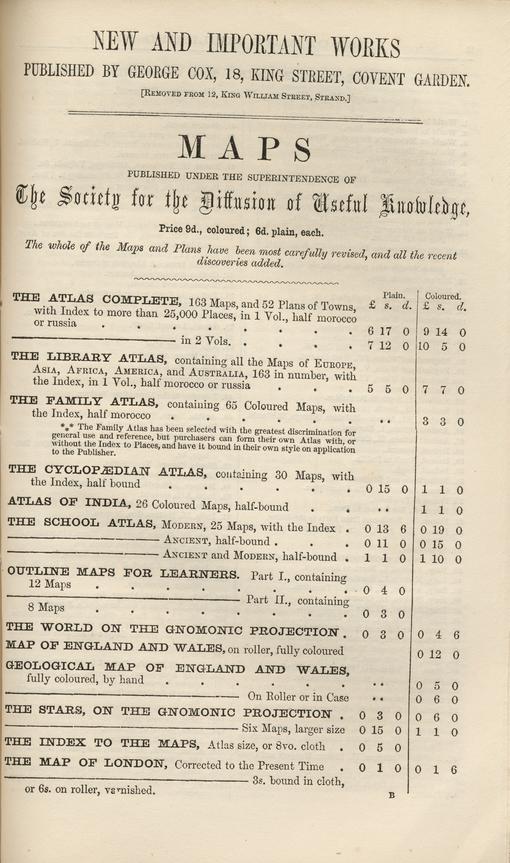 NEW AND IMPORTANT WORKS
PUBLISHED BY GEORGE COX, 18, KING STREET, COVENT GARDEN.
[REMOVED FROM 12, KING WILLIAM STREET, STRAND.]
MAPS
PUBLISHED UNDER THE SUPERINTENDENCE OF
The Society for the Diffusion of Useful Knowledge,
Price 9d., coloured; 6d. plain, each.
The whole of the Maps and Plans have been most carefully revised, and all the recent
discoveries added.
Plain. Coloured.
THE ATLAS COMPLETE, 163 Maps, and 52 Plans of Towns, £ s. d. £ s. d.
with Index to more than 25,000 Places, in 1 Vol., half morocco
or russia . . . . . . . 6 17 0 9 14 0
in 2 Vols. . . . . . 7 12 0 10 5 0
THE LIBRARY ATLAS, containing all the Maps of EUROPE,
ASIA, AFRICA, AMERICA, and AUSTRALIA, 163 in number, with
the Index, in 1 Vol., half morocco or russia . . . 5 5 0 7 7 0
THE FAMILY ATLAS, containing 65 Coloured Maps, with
the Index, half morocco . . . . . .. 3 3 0
*** The Family Atlas has been selected with the greatest discrimination for
general use and reference, but purchasers can form their own Atlas with, or
without the Index to Places, and have it bound in their own style on application
to the Publisher.
THE CYCLOPÆDIAN ATLAS, containing 30 Maps, with
the Index, half bound . . . . . . 0 15 0 1 1 0
ATLAS OF INDIA, 26 Coloured Maps, half-bound . .. 1 1 0
THE SCHOOL ATLAS, MODERN, 25 Maps, with the Index . 0 13 6 0 19 0
ANCIENT, half-bound . . . 0 11 0 0 15 0
ANCIENT and MODERN, half-bound . 1 1 0 1 10 0
OUTLINE MAPS FOR LEARNERS. Part I., containing
12 Maps . . . . . . . 0 4 0
Part II., containing
8 Maps . . . . . . . 0 3 0
THE WORLD ON THE GNOMONIC PROJECTION . 0 3 0 0 4 6
MAP OF ENGLAND AND WALES, on roller, fully coloured 0 12 0
GEOLOGICAL MAP OF ENGLAND AND WALES,
fully coloured, by hand . . . . . .. 0 5 0
On Roller or in Case .. 0 6 0
THE STARS, ON THE GNOMONIC PROJECTION . 0 3 0 0 6 0
Six Maps, larger size 0 15 0 1 1 0
THE INDEX TO THE MAPS, Atlas size, or 8vo. cloth . 0 5 0
THE MAP OF LONDON, Corrected to the Present Time . 0 1 0 0 1 6
3s. bound in cloth,
or 6s. on roller, varnished.
B